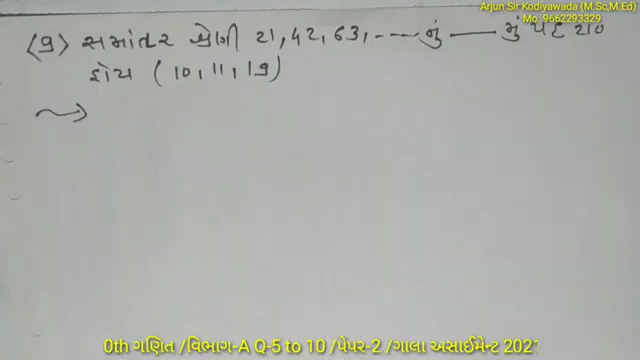 Arjun Sir Kodiyawada (M.Sc,M.Ed)
Mo. 9662293329
(9) સમાંતર શ્રેણી 21, 42, 63, ---- નું —— મું પદ 210
હોય (10, 11, 19)
0th ગણિત /વિભાગ-A Q-5 to 10 /પેપર-2 /ગાલા અસાઈમેન્ટ 2021